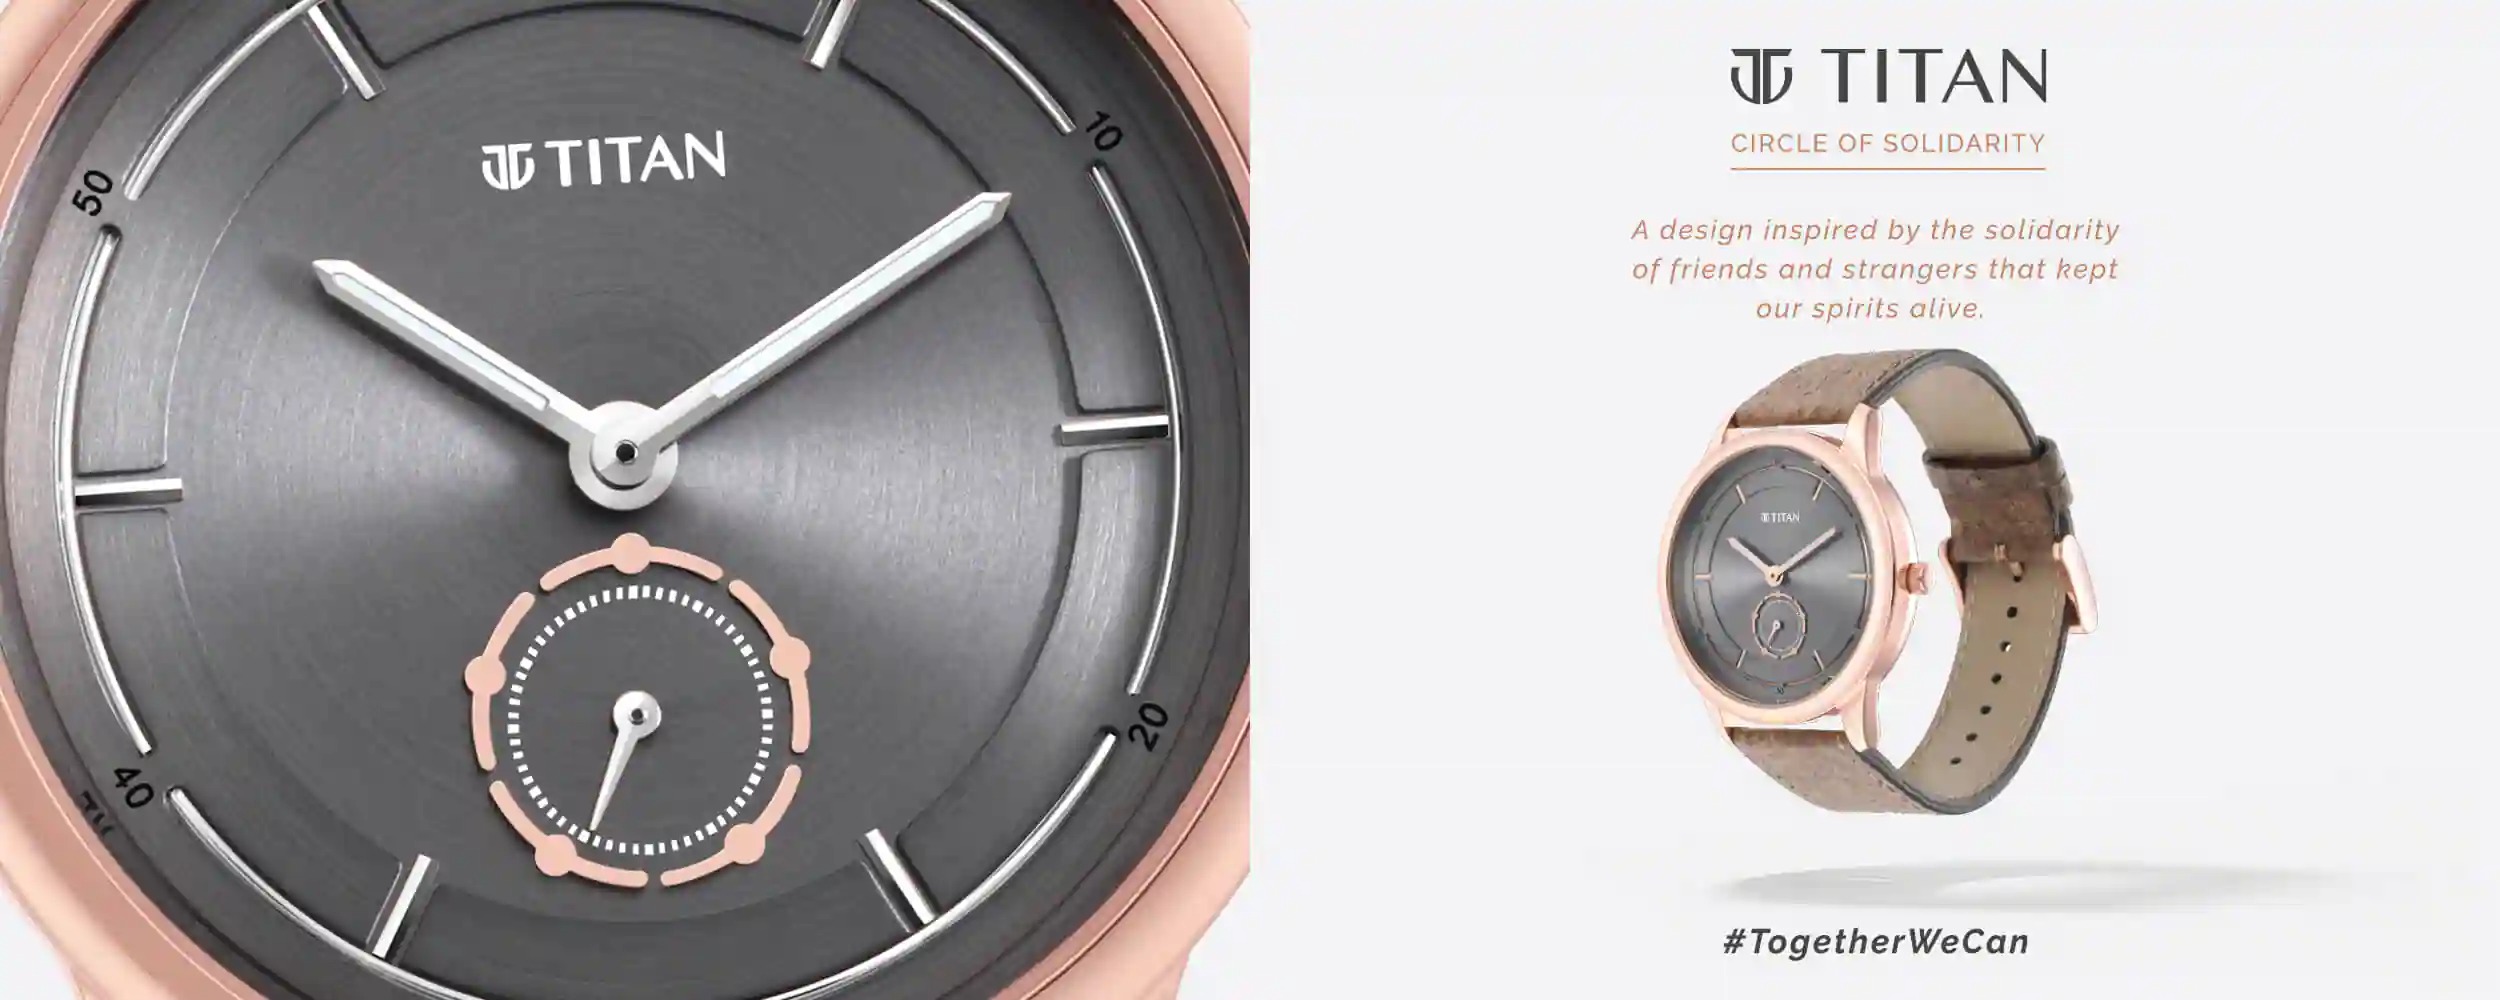 TITAN
10
50
20
40
TITAN
CIRCLE OF SOLIDARITY
A design inspired by the solidarity
of friends and strangers that kept
our spirits alive.
TITAN
#TogetherWeCan